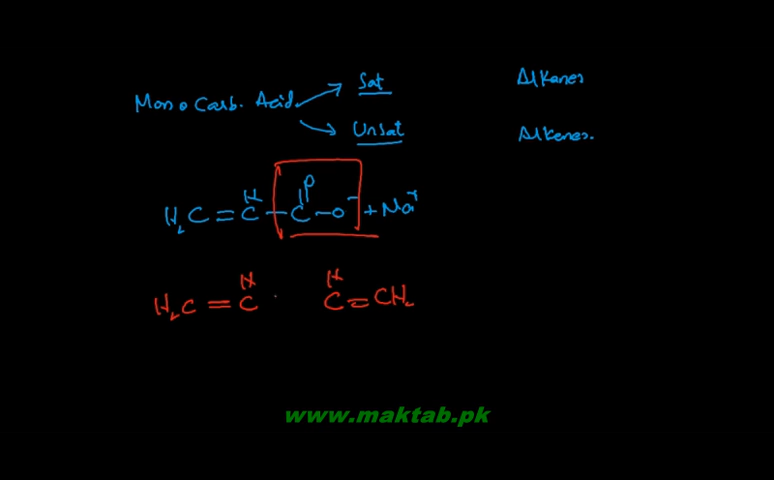 Sat Alkanes
Mono Carb. Acid
Unsat Alkenes.
H O
H₂C = C – C – O⁻ + Na⁺
H H
H₂C = C C = CH₂
www.maktab.pk